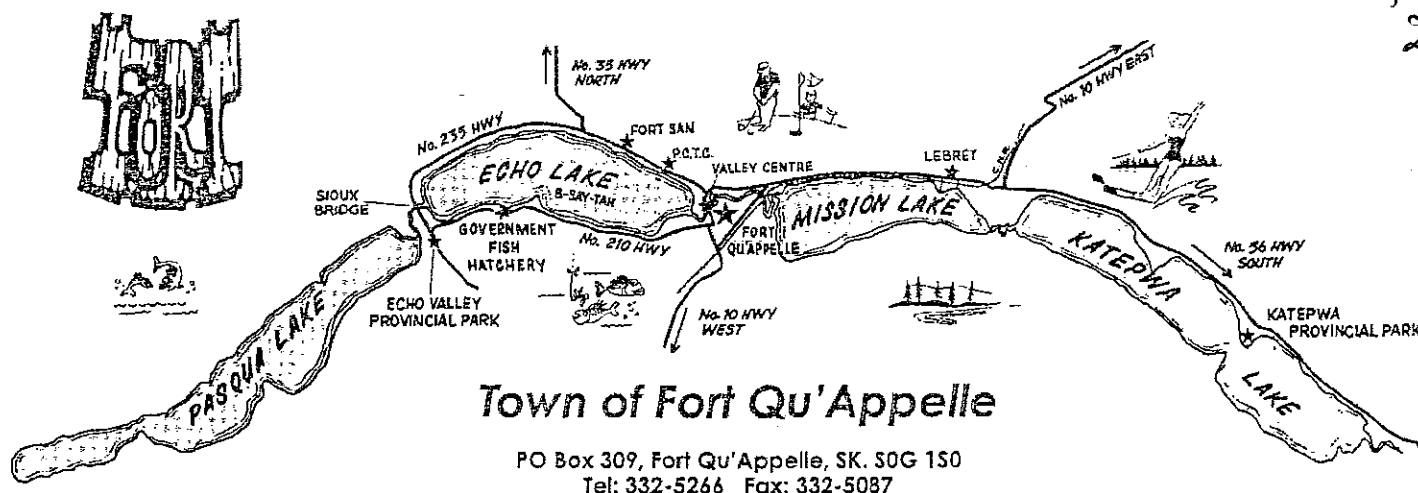 FORT
No. 35 HWY
NORTH
No. 10 HWY EAST
No. 235 HWY
FORT SAN
P.C.T.C.
VALLEY CENTRE
LEBRET
C.N.R.
ECHO LAKE
B-SAY-TAH
SIOUX
BRIDGE
MISSION LAKE
GOVERNMENT
FISH
HATCHERY
No. 210 HWY
FORT
QU'APPELLE
KATEPWA
LAKE
No. 56 HWY
SOUTH
ECHO VALLEY
PROVINCIAL PARK
No. 10 HWY
WEST
KATEPWA
PROVINCIAL PARK
PASQUA LAKE
Town of Fort Qu'Appelle
PO Box 309, Fort Qu'Appelle, SK. S0G 1S0
Tel: 332-5266 Fax: 332-5087